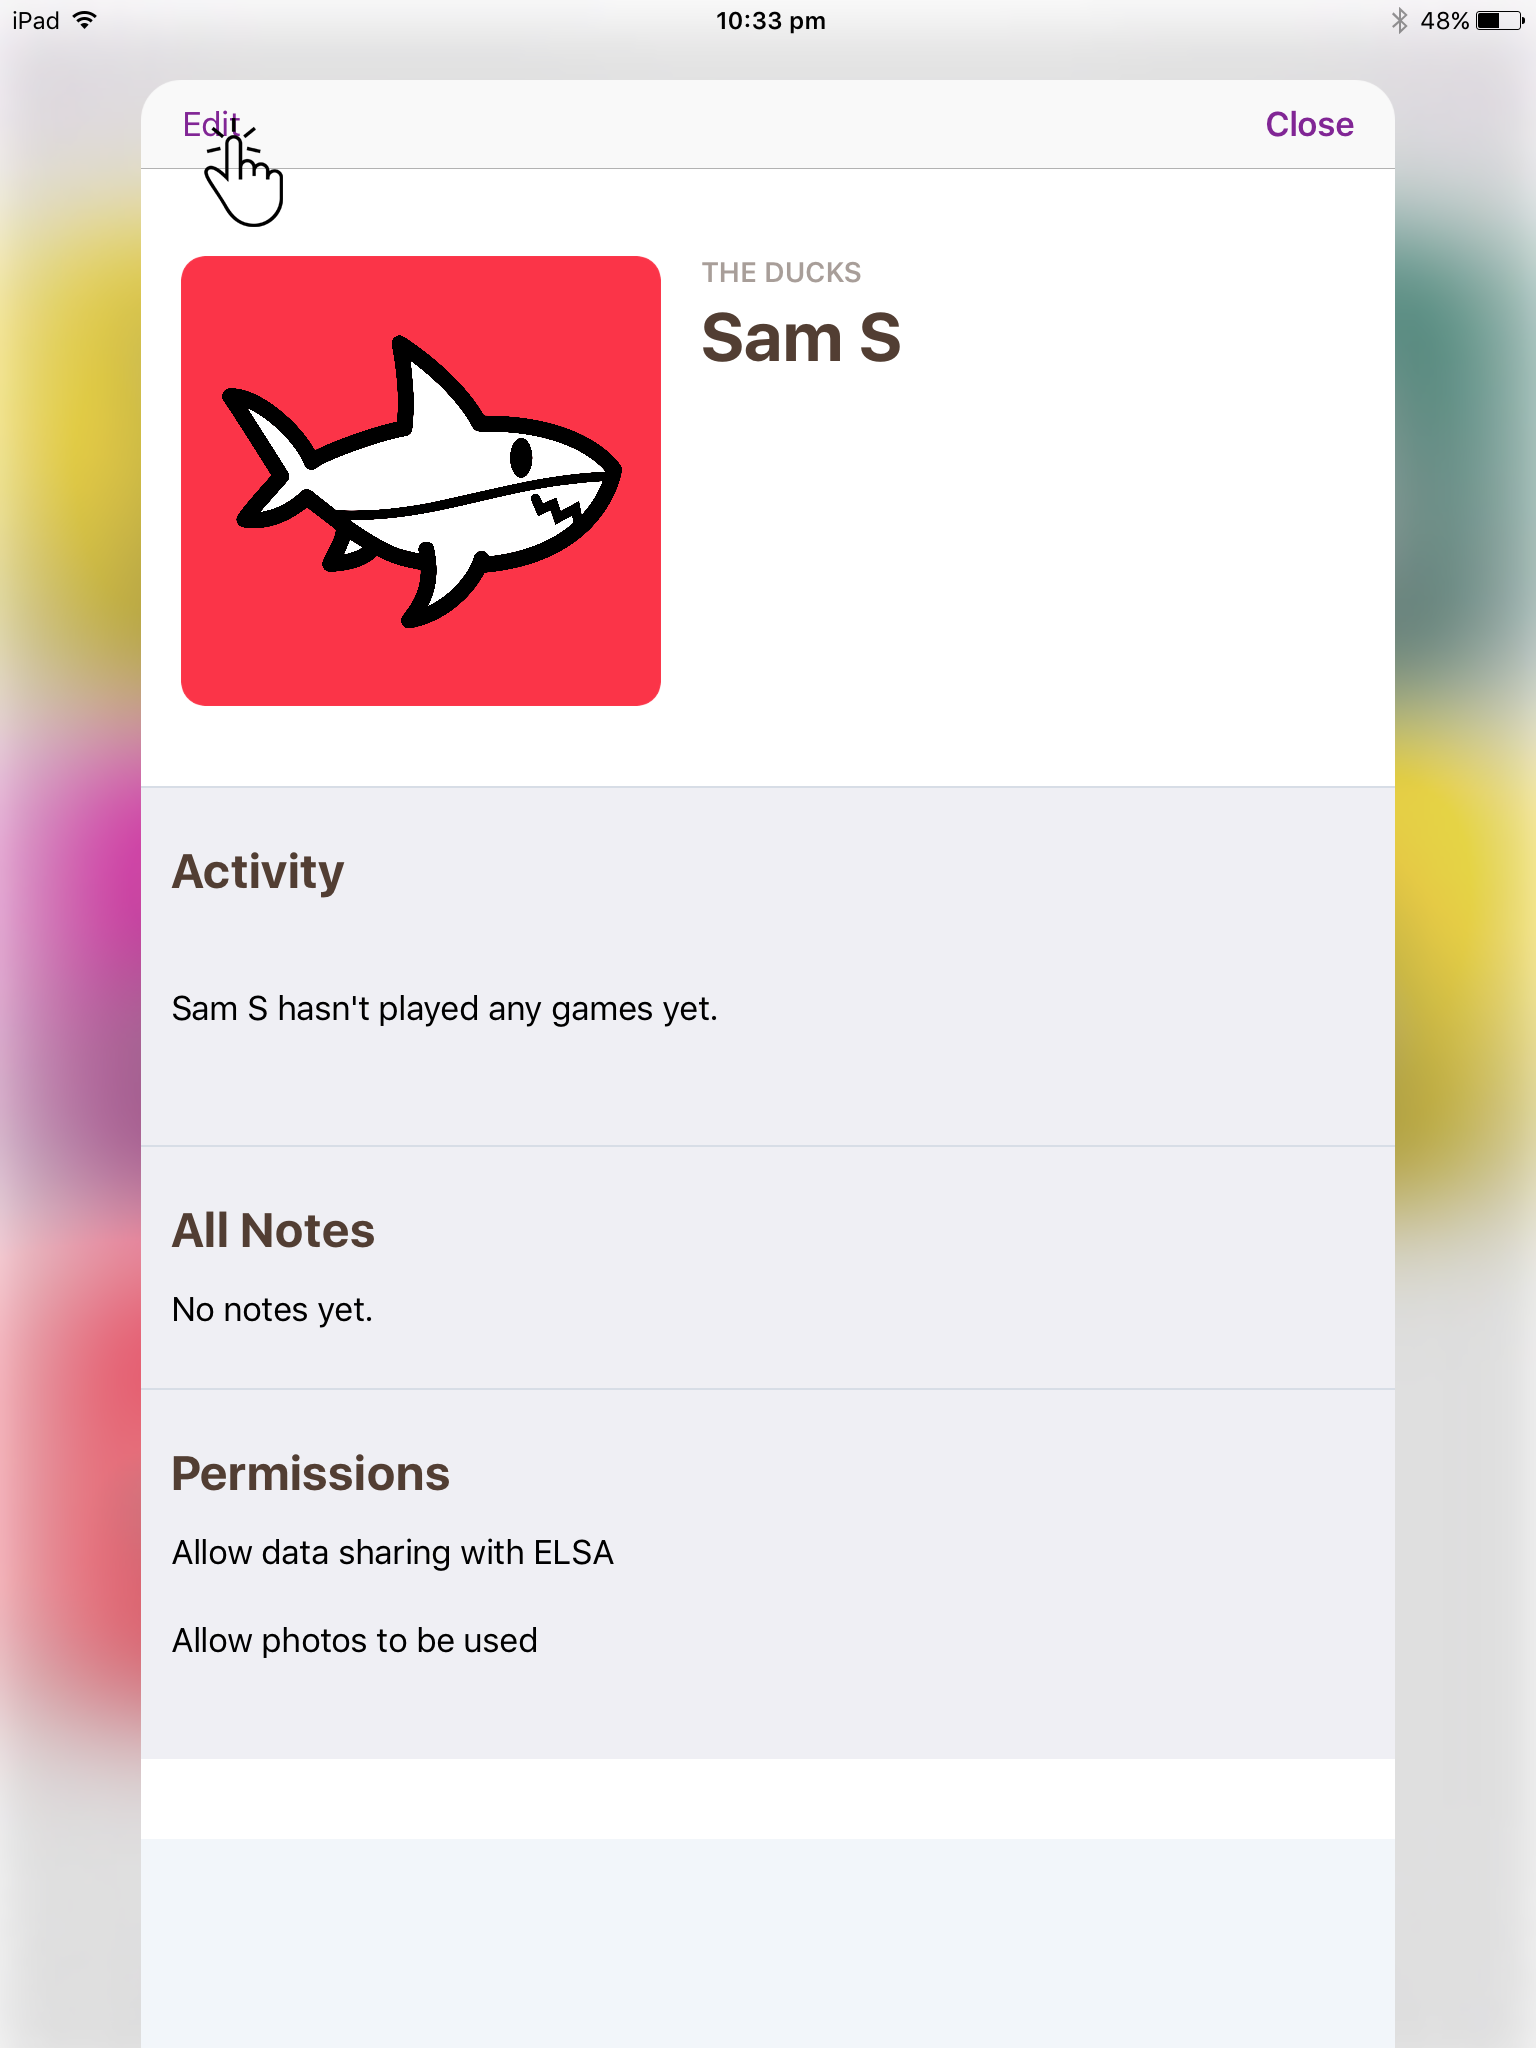 iPad 10:33 pm 48%
Edit Close
THE DUCKS
Sam S
Activity
Sam S hasn't played any games yet.
All Notes
No notes yet.
Permissions
Allow data sharing with ELSA
Allow photos to be used